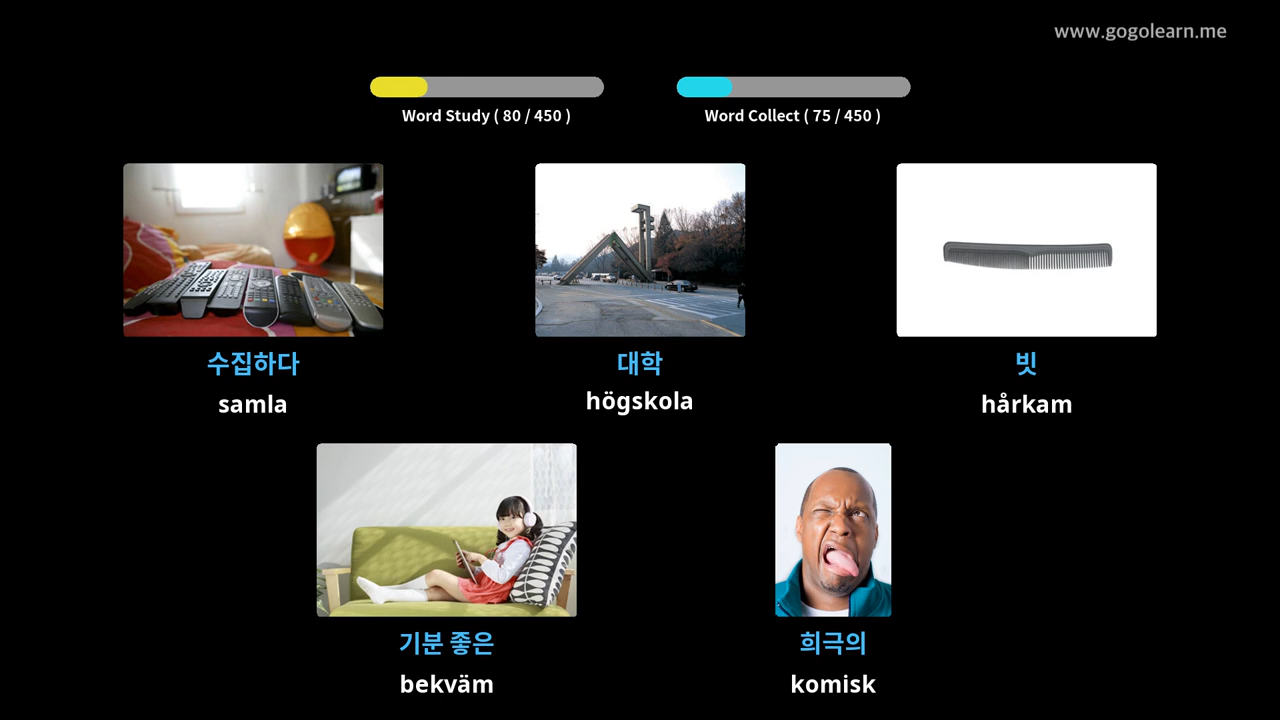 www.gogolearn.me
Word Study ( 80 / 450 )
Word Collect ( 75 / 450 )
수집하다
samla
대학
högskola
빗
hårkam
기분 좋은
bekväm
희극의
komisk